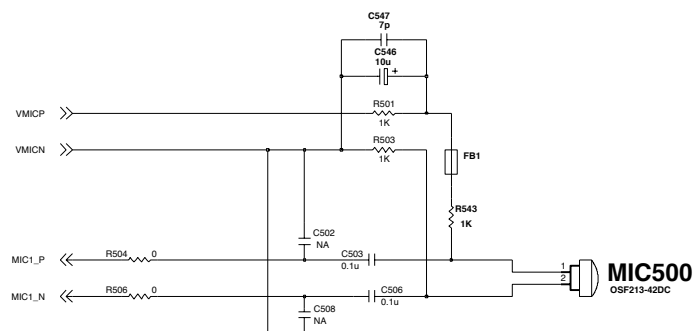 C547
7p
C546
10u
+
VMICP
R501
1K
VMICN
R503
1K
FB1
R543
1K
C502
NA
MIC1_P
R504
0
C503
0.1u
1
2
MIC500
OSF213-42DC
MIC1_N
R506
0
C506
0.1u
C508
NA